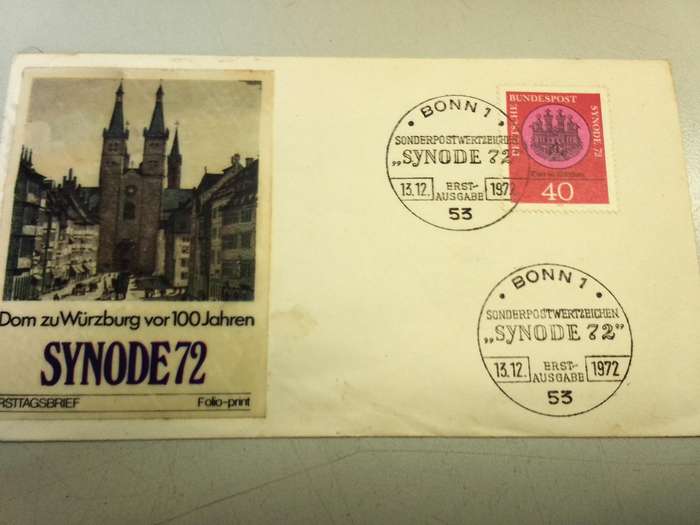 Dom zu Würzburg vor 100 Jahren
SYNODE 72
RSTTAGSBRIEF
Folio-print
BONN 1
SONDERPOSTWERTZEICHEN
„SYNODE 72
13.12. ERST-AUSGABE 1972
53
DEUTSCHE BUNDESPOST SYNODE 72
40
BONN 1
SONDERPOSTWERTZEICHEN
„SYNODE 72"
13.12. ERST-AUSGABE 1972
53